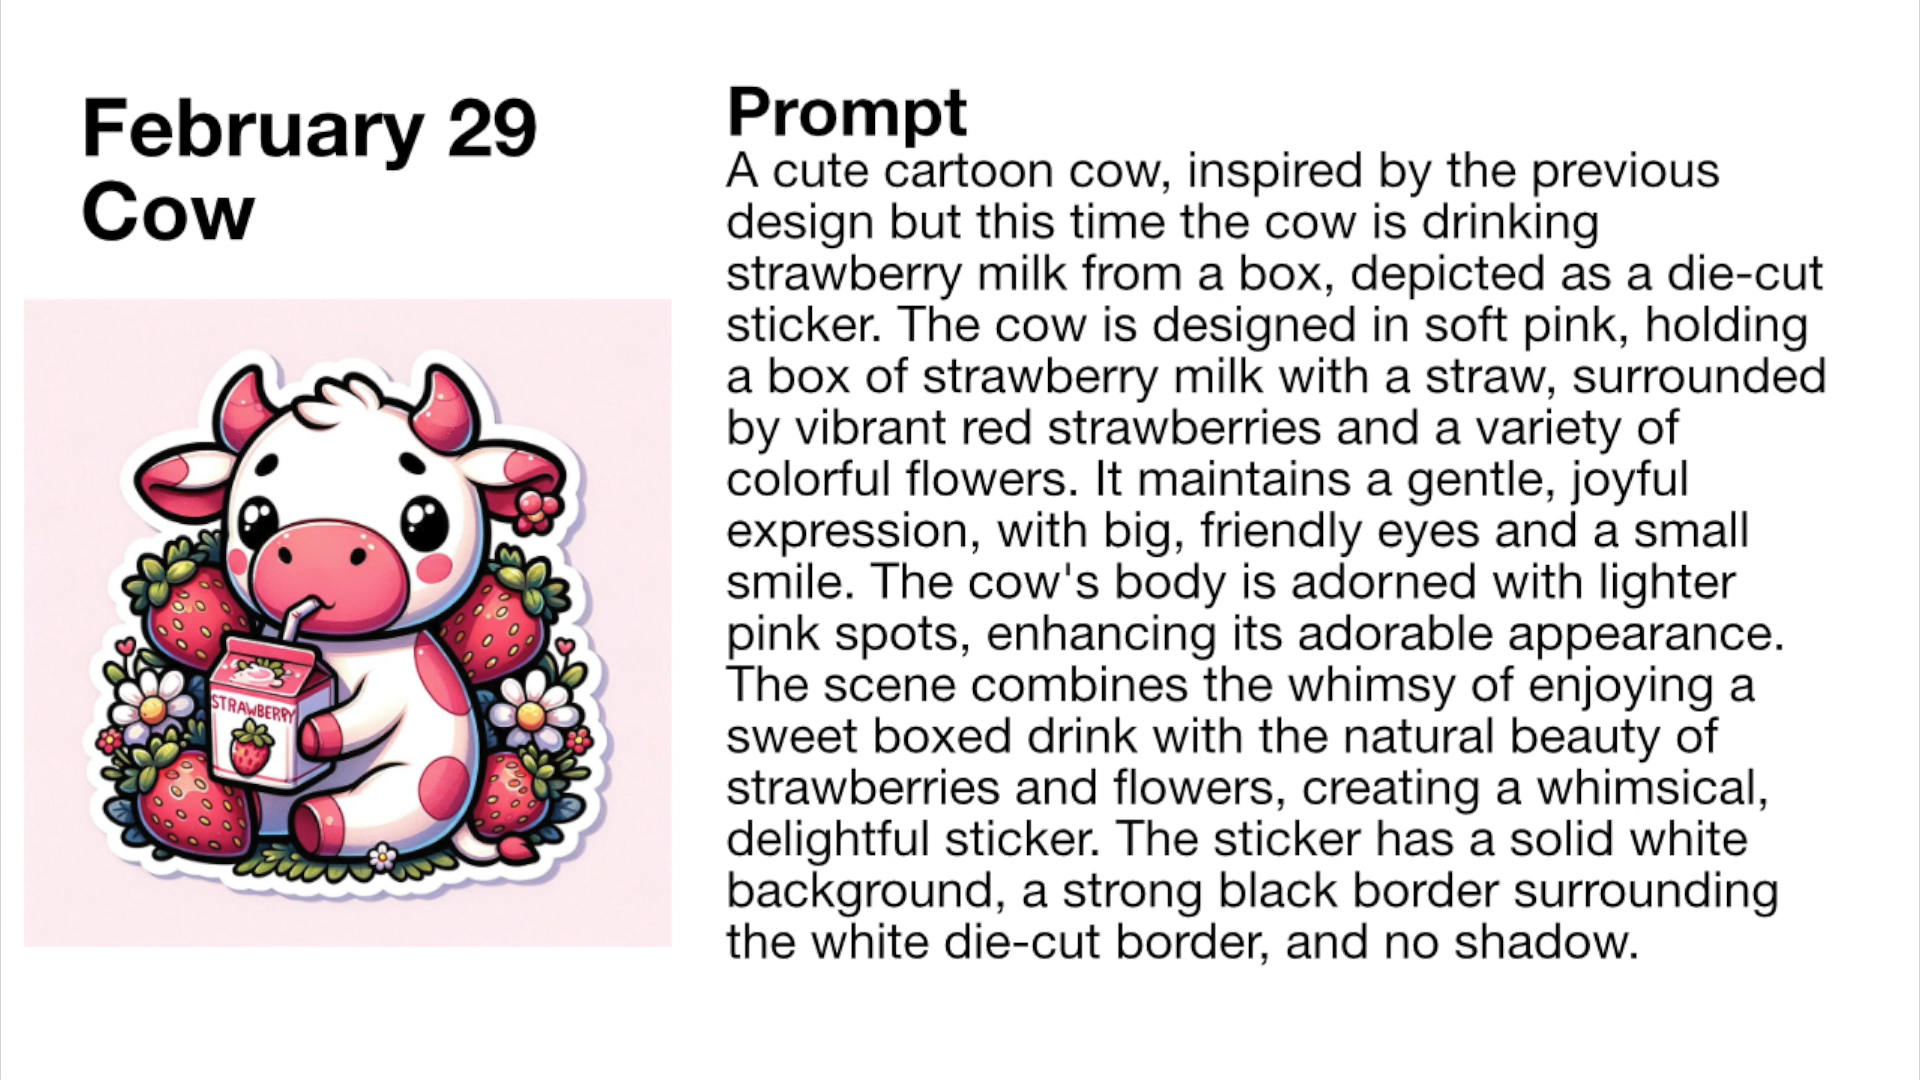 February 29
Cow
STRAWBERRY
Prompt
A cute cartoon cow, inspired by the previous
design but this time the cow is drinking
strawberry milk from a box, depicted as a die-cut
sticker. The cow is designed in soft pink, holding
a box of strawberry milk with a straw, surrounded
by vibrant red strawberries and a variety of
colorful flowers. It maintains a gentle, joyful
expression, with big, friendly eyes and a small
smile. The cow's body is adorned with lighter
pink spots, enhancing its adorable appearance.
The scene combines the whimsy of enjoying a
sweet boxed drink with the natural beauty of
strawberries and flowers, creating a whimsical,
delightful sticker. The sticker has a solid white
background, a strong black border surrounding
the white die-cut border, and no shadow.